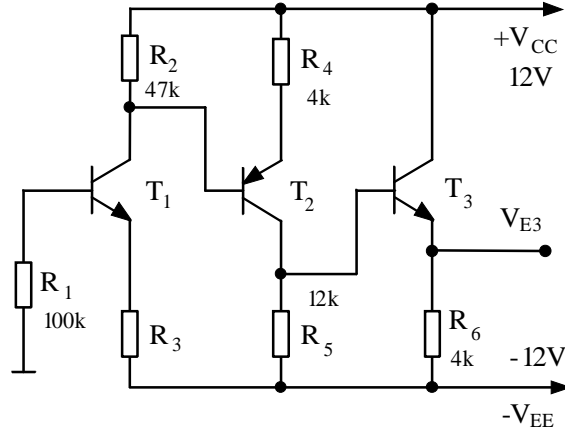 +V_CC
12V
R_2
47k
R_4
4k
T_1
T_2
T_3
V_E3
R_1
100k
R_3
12k
R_5
R_6
4k
-12V
-V_EE